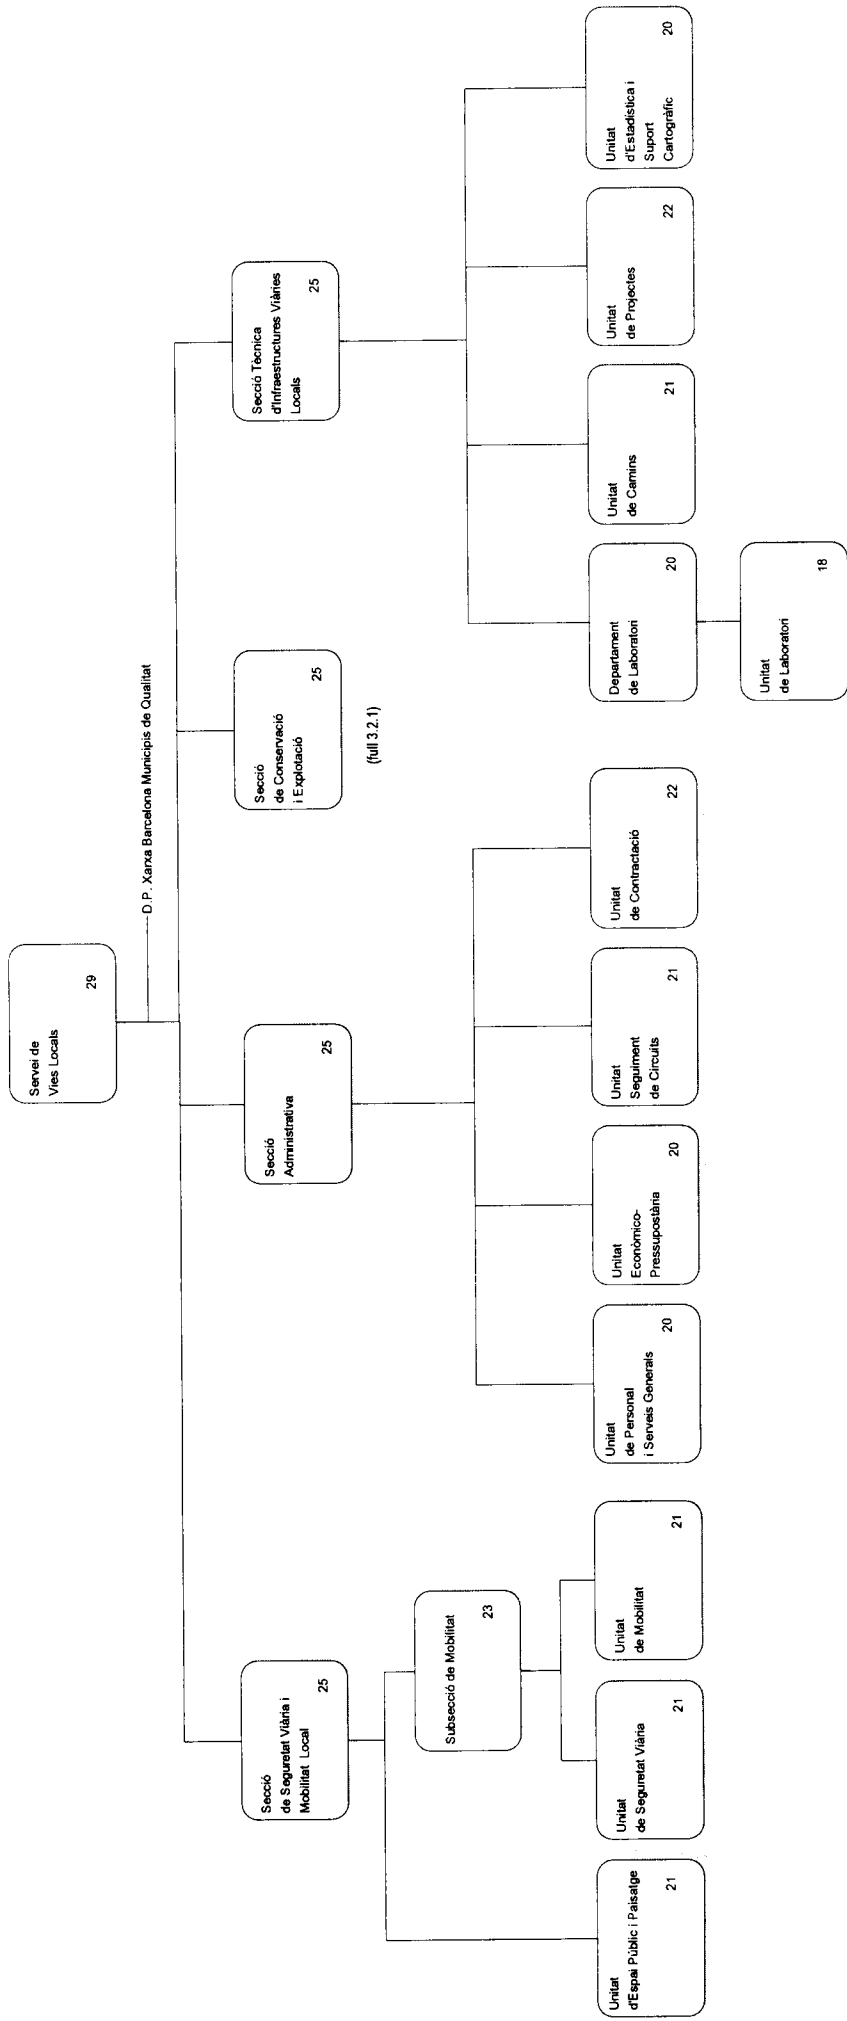 Servei de
Vies Locals
29
D.P. Xarxa Barcelona Municipis de Qualitat
Secció
de Seguretat Viària i
Mobilitat Local
25
Secció
Administrativa
25
Secció
de Conservació
i Explotació
25
(full 3.2.1)
Secció Tècnica
d'Infraestructures Viàries
Locals
25
Subsecció de Mobilitat
23
Unitat
d'Espai Públic i Paisatge
21
Unitat
de Seguretat Viària
21
Unitat
de Mobilitat
21
Unitat
de Personal
i Serveis Generals
20
Unitat
Econòmico-
Pressupostària
20
Unitat
Seguiment
de Circuits
21
Unitat
de Contractació
22
Departament
de Laboratori
20
Unitat
de Camins
21
Unitat
de Projectes
22
Unitat
d'Estadística i
Suport
Cartogràfic
20
Unitat
de Laboratori
18